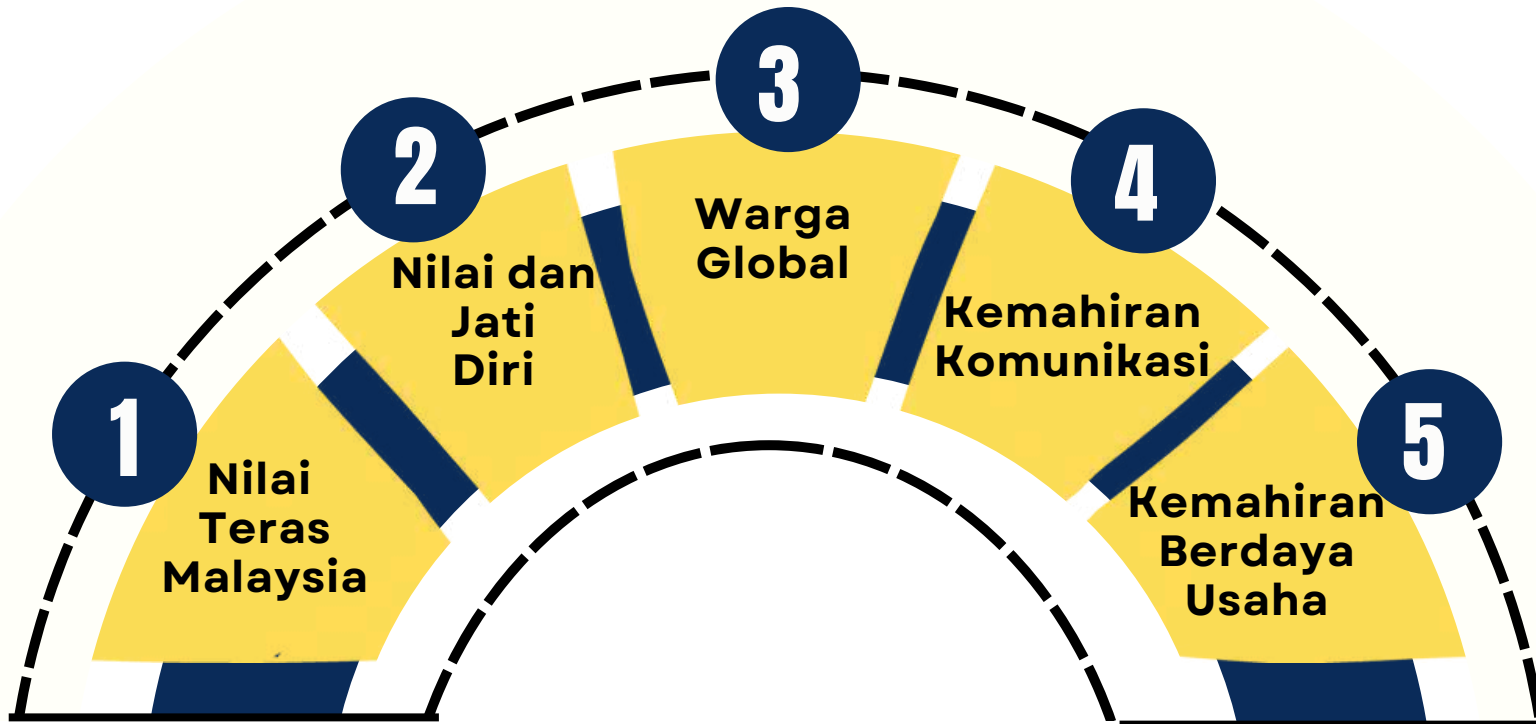 1
Nilai
Teras
Malaysia
2
Nilai dan
Jati
Diri
3
Warga
Global
4
Kemahiran
Komunikasi
5
Kemahiran
Berdaya
Usaha